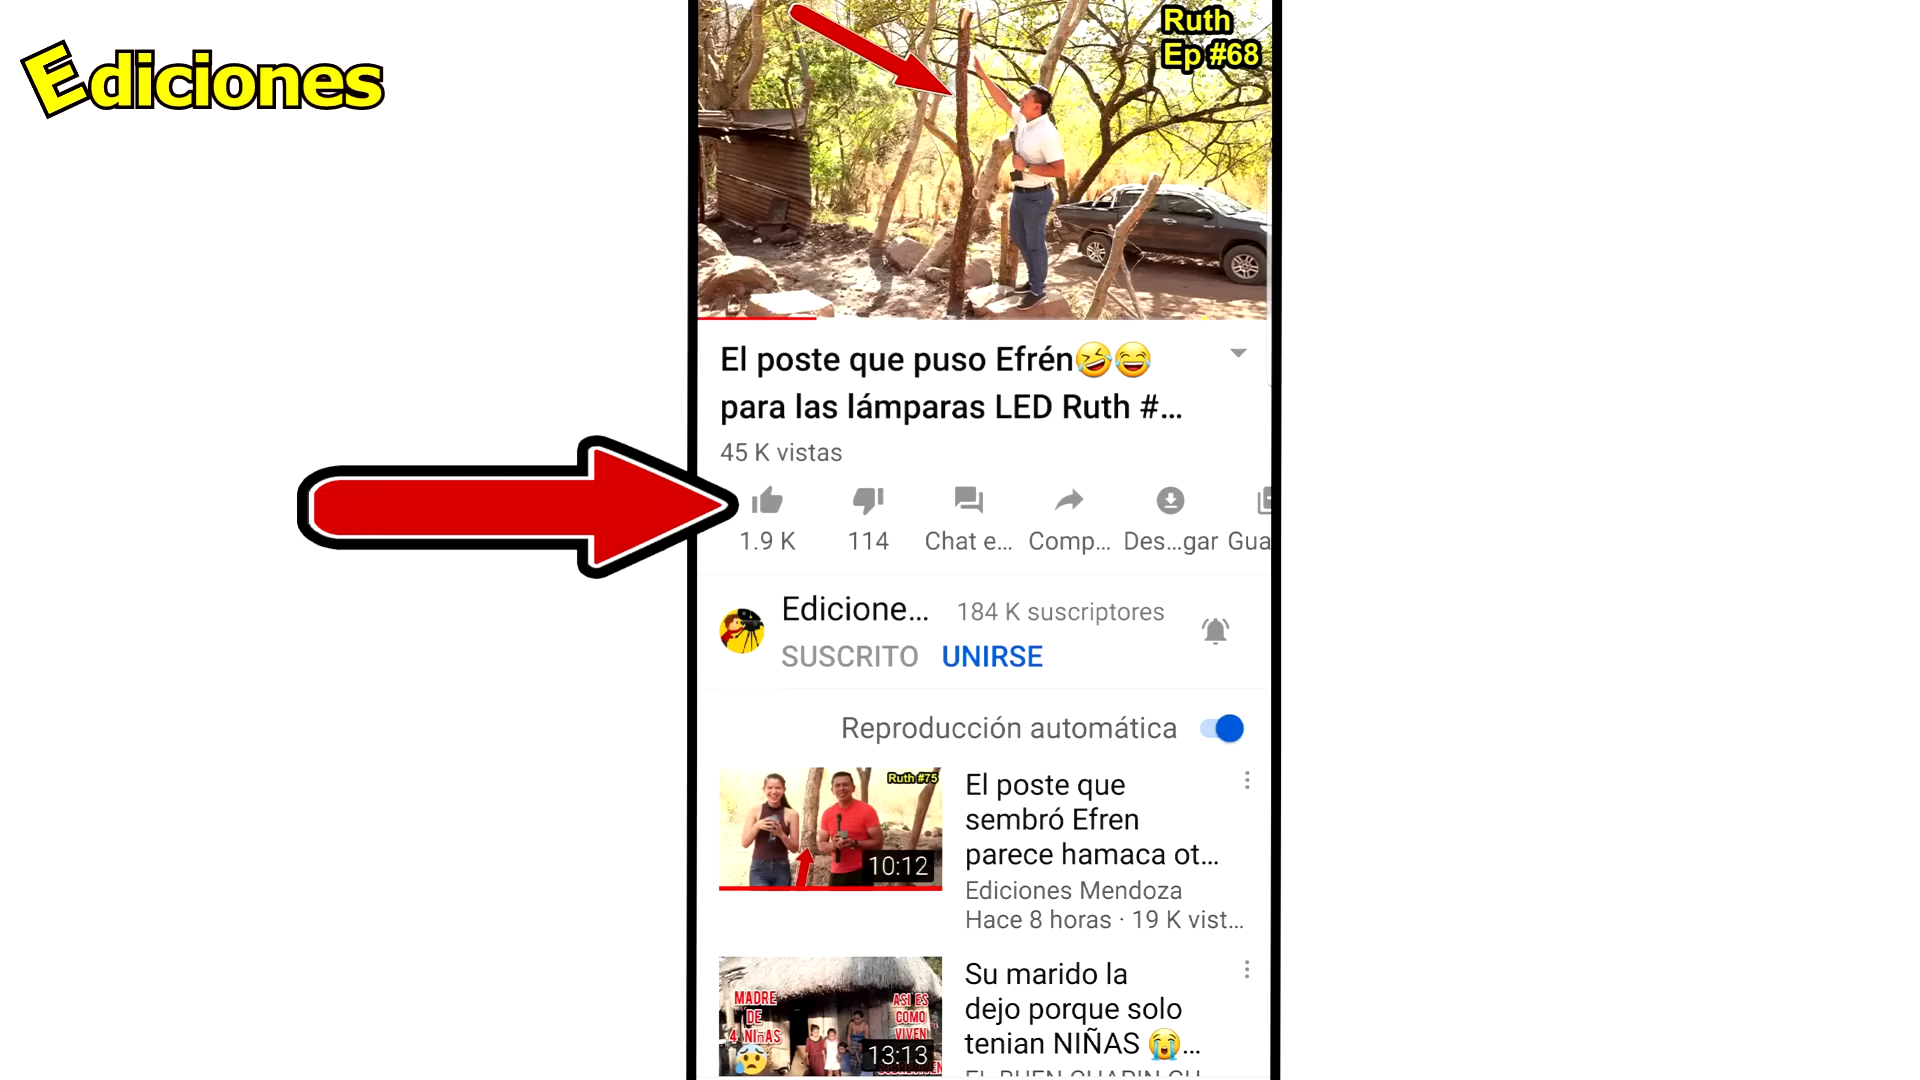 Ediciones
Ruth
Ep #68
El poste que puso Efrén🤣😂
para las lámparas LED Ruth #...
45 K vistas
1.9 K
114
Chat e...
Comp...
Des...gar
Gua
Edicione...
184 K suscriptores
SUSCRITO
UNIRSE
Reproducción automática
Ruth #75
10:12
El poste que
sembró Efren
parece hamaca ot...
Ediciones Mendoza
Hace 8 horas · 19 K vist...
MADRE
DE
4 NIñAS
ASI ES
COMO
VIVEN
13:13
Su marido la
dejo porque solo
tenian NIÑAS 😭...